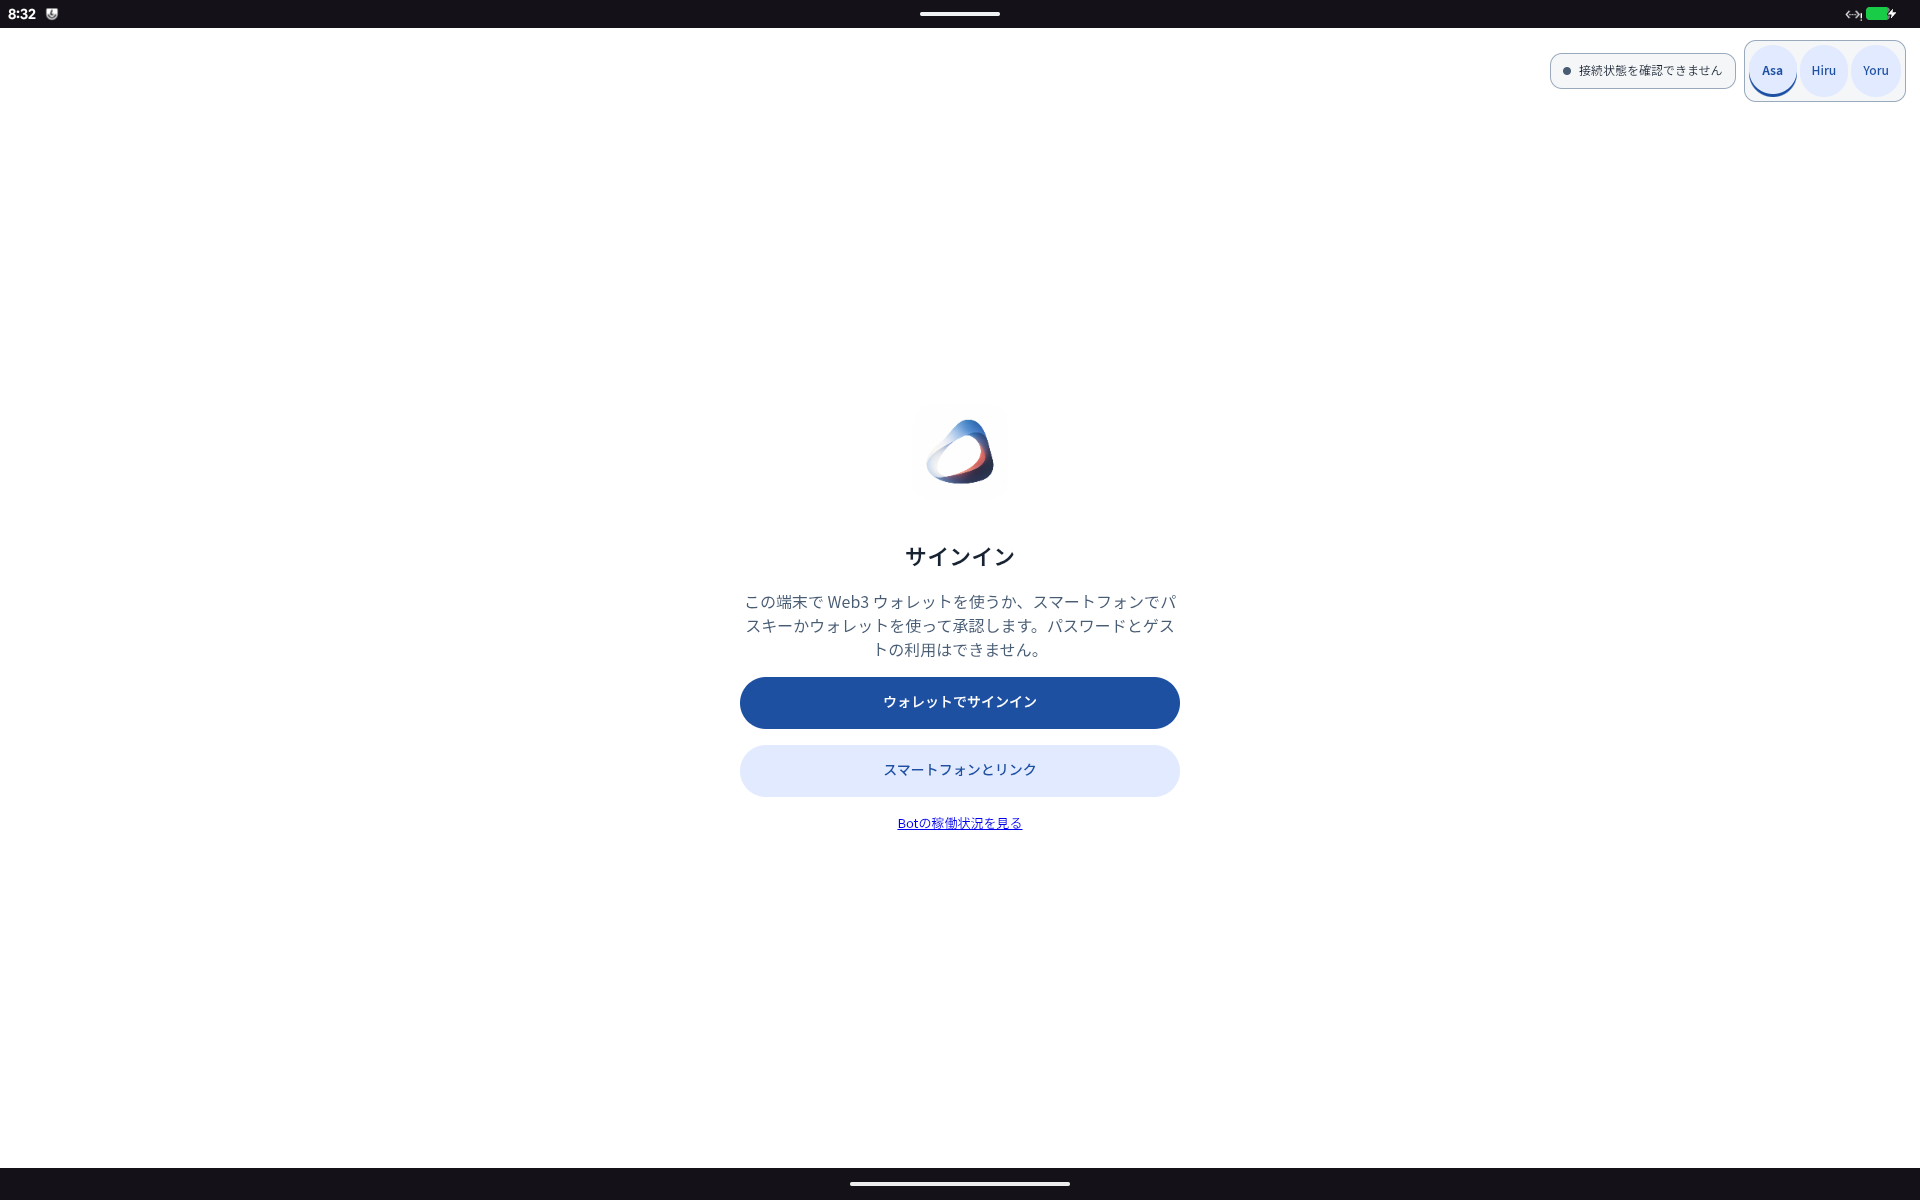 8:32
接続状態を確認できません
Asa Hiru Yoru
サインイン
この端末で Web3 ウォレットを使うか、スマートフォンでパ
スキーかウォレットを使って承認します。パスワードとゲス
トの利用はできません。
ウォレットでサインイン
スマートフォンとリンク
Botの稼働状況を見る